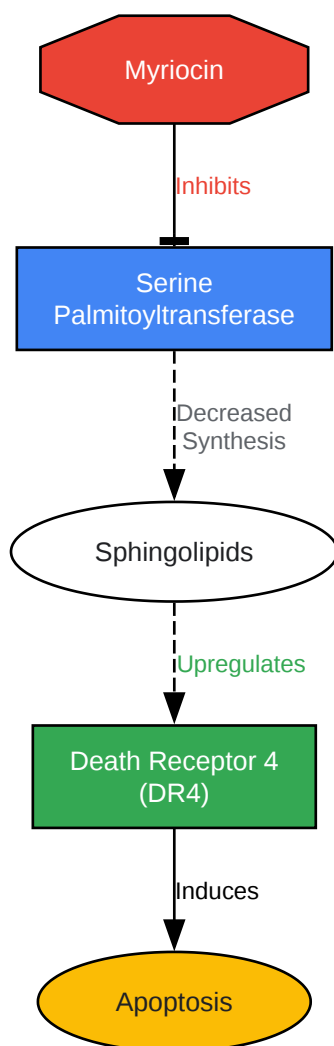 Myriocin
Inhibits
Serine
Palmitoyltransferase
Decreased
Synthesis
Sphingolipids
Upregulates
Death Receptor 4
(DR4)
Induces
Apoptosis